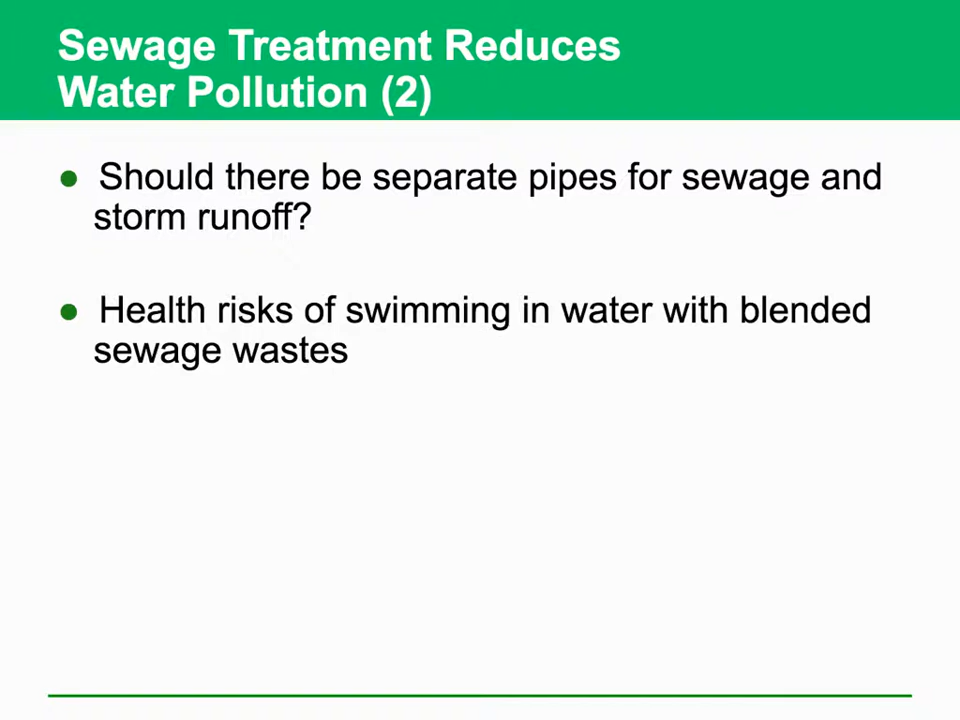 Sewage Treatment Reduces
Water Pollution (2)
● Should there be separate pipes for sewage and
storm runoff?
● Health risks of swimming in water with blended
sewage wastes